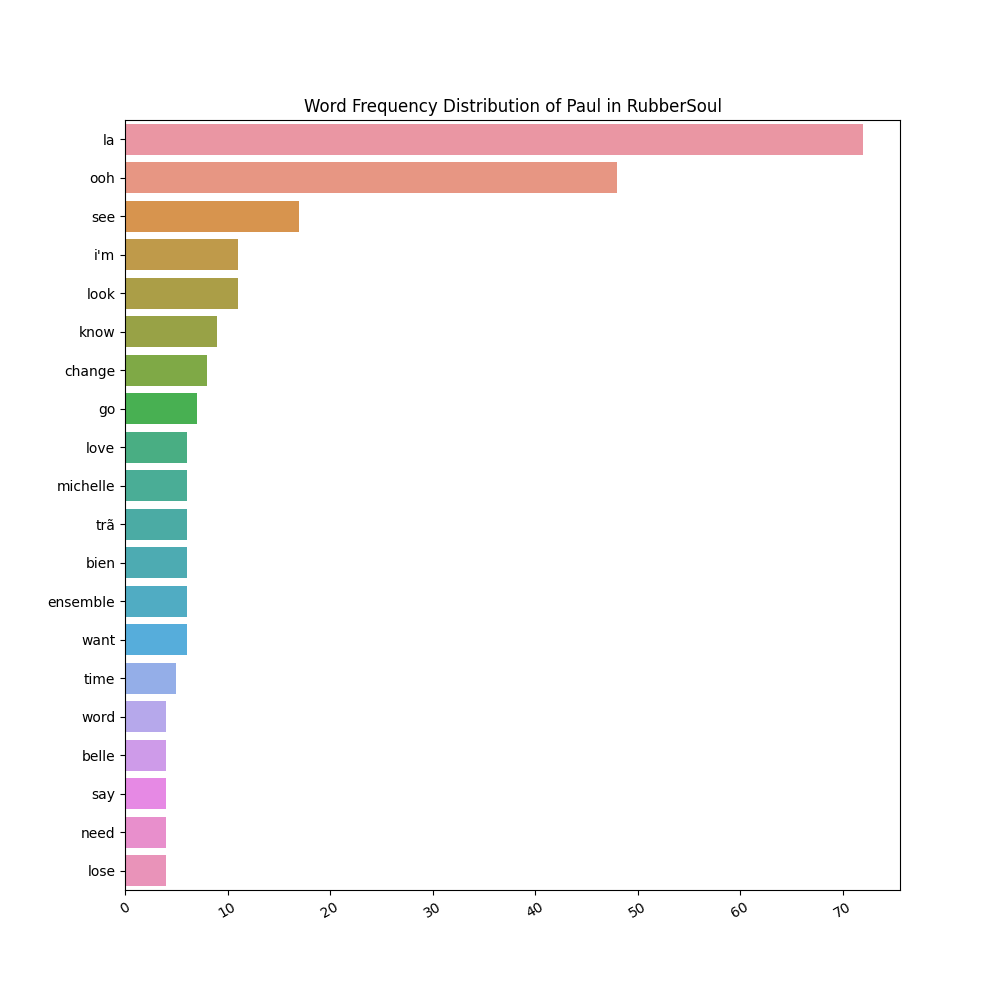 Word Frequency Distribution of Paul in RubberSoul
la
ooh
see
i'm
look
know
change
go
love
michelle
trã
bien
ensemble
want
time
word
belle
say
need
lose
0 10 20 30 40 50 60 70